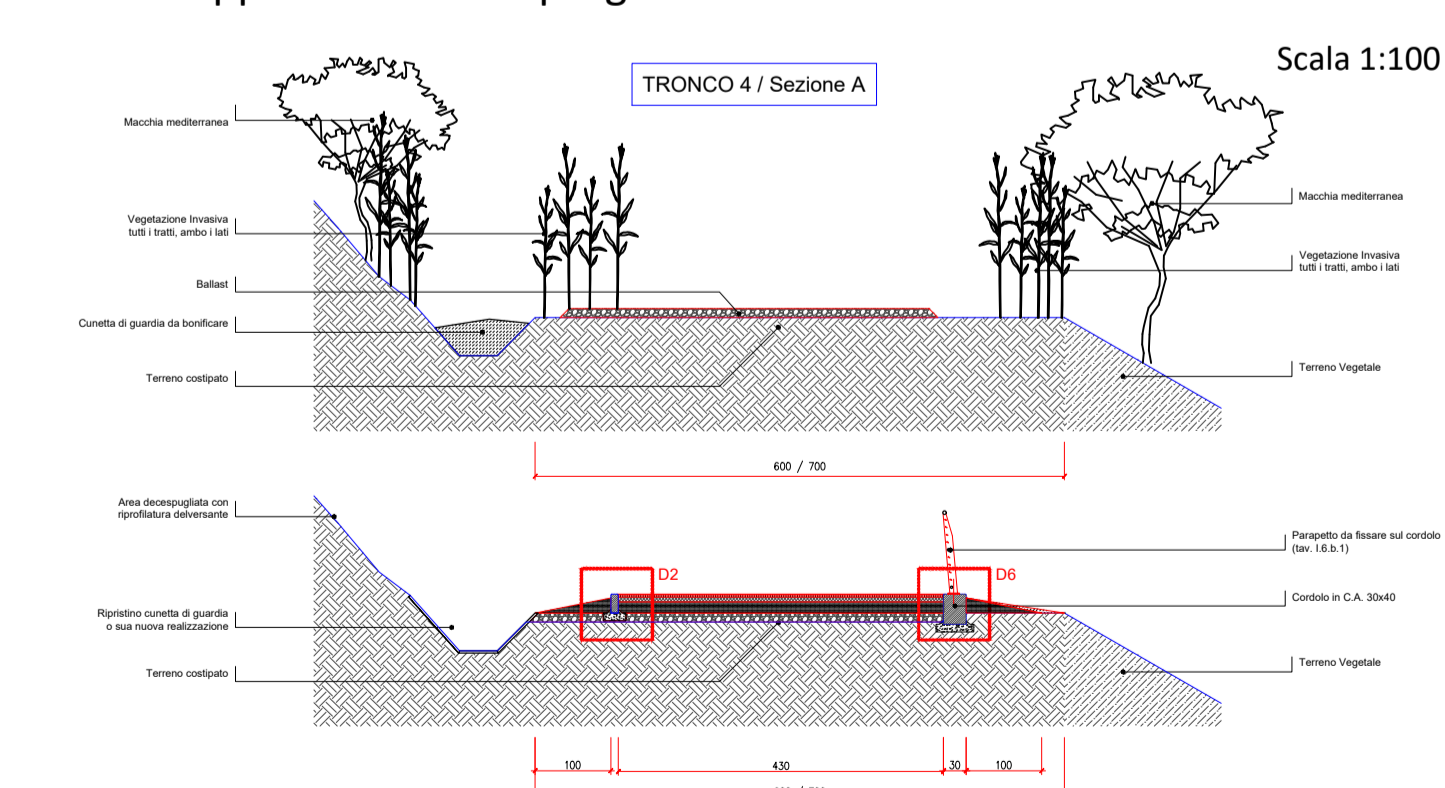 Scala 1:100
TRONCO 4 / Sezione A
Macchia mediterranea
Vegetazione Invasiva
tutti i tratti, ambo i lati
Ballast
Cunetta di guardia da bonificare
Terreno costipato
Macchia mediterranea
Vegetazione Invasiva
tutti i tratti, ambo i lati
Terreno Vegetale
600 / 700
Area decespugliata con
riprofilatura delversante
Ripristino cunetta di guardia
o sua nuova realizzazione
Terreno costipato
D2
D6
Parapetto da fissare sul cordolo
(tav. I.6.b.1)
Cordolo in C.A. 30x40
Terreno Vegetale
100
430
30
100